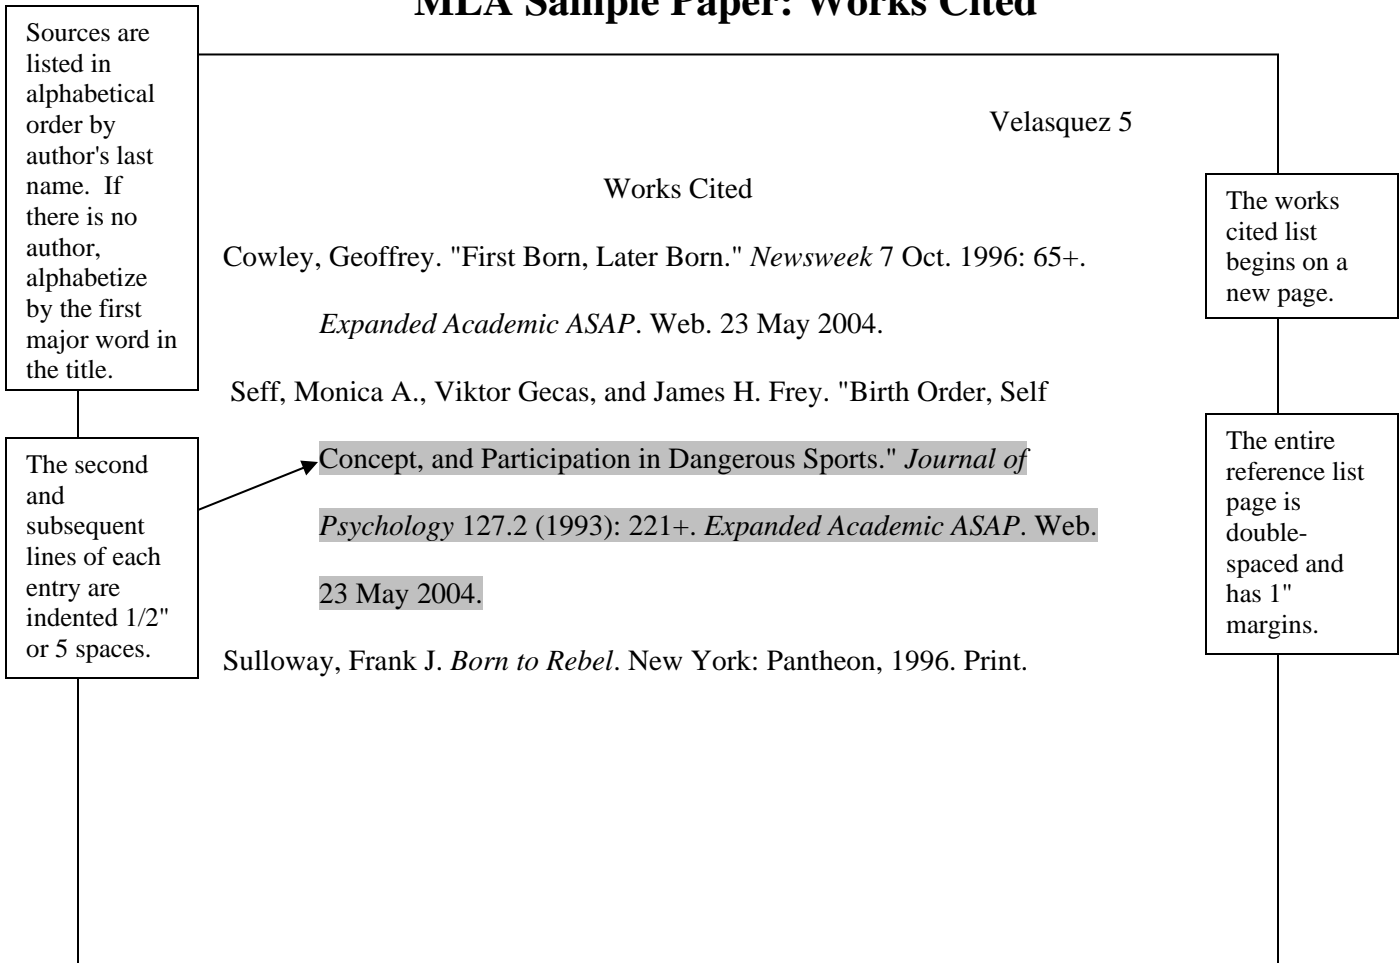 MLA Sample Paper: Works Cited
Sources are
listed in
alphabetical
order by
author's last
name. If
there is no
author,
alphabetize
by the first
major word in
the title.
The second
and
subsequent
lines of each
entry are
indented 1/2"
or 5 spaces.
Velasquez 5
Works Cited
Cowley, Geoffrey. "First Born, Later Born." Newsweek 7 Oct. 1996: 65+.
Expanded Academic ASAP. Web. 23 May 2004.
Seff, Monica A., Viktor Gecas, and James H. Frey. "Birth Order, Self
Concept, and Participation in Dangerous Sports." Journal of
Psychology 127.2 (1993): 221+. Expanded Academic ASAP. Web.
23 May 2004.
Sulloway, Frank J. Born to Rebel. New York: Pantheon, 1996. Print.
The works
cited list
begins on a
new page.
The entire
reference list
page is
double-
spaced and
has 1"
margins.